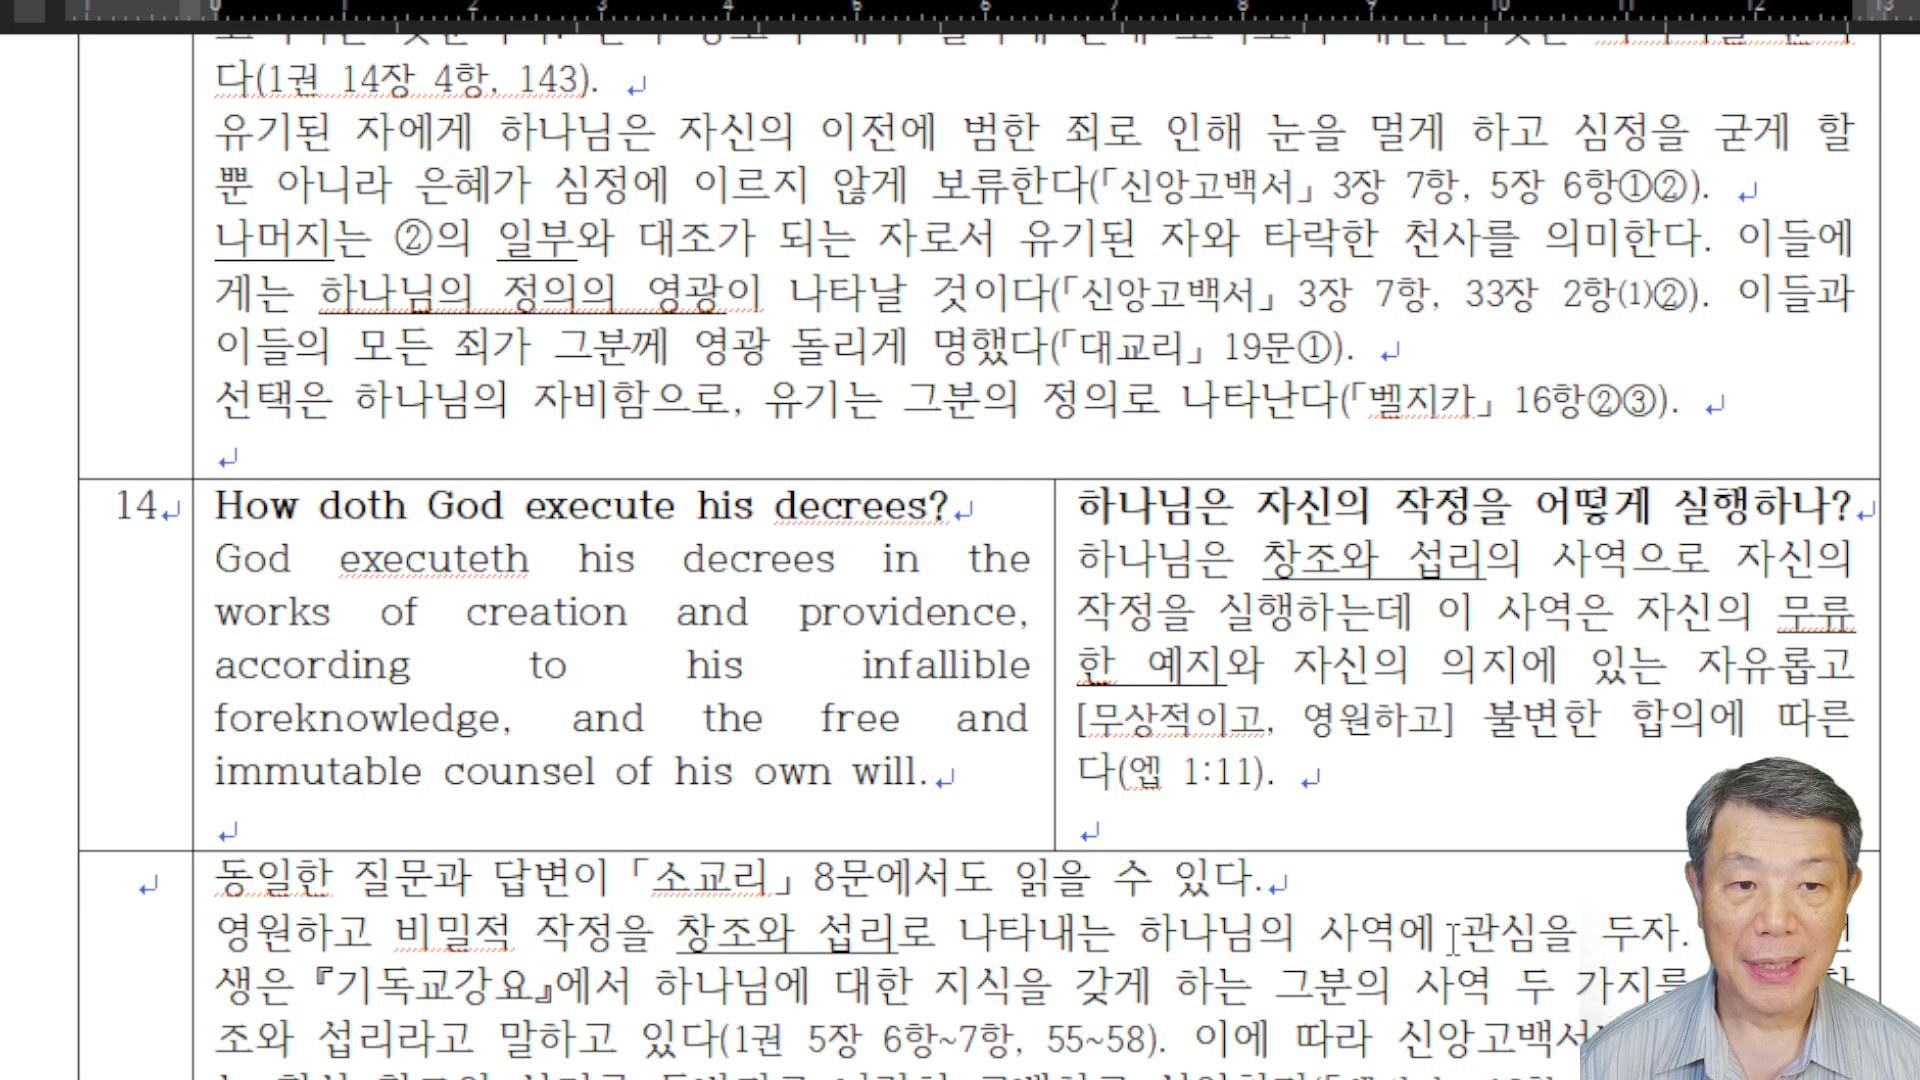 다(1권 14장 4항, 143).
유기된 자에게 하나님은 자신의 이전에 범한 죄로 인해 눈을 멀게 하고 심정을 굳게 할
뿐 아니라 은혜가 심정에 이르지 않게 보류한다(「신앙고백서」 3장 7항, 5장 6항①②).
나머지는 ②의 일부와 대조가 되는 자로서 유기된 자와 타락한 천사를 의미한다. 이들에
게는 하나님의 정의의 영광이 나타날 것이다(「신앙고백서」 3장 7항, 33장 2항⑴②). 이들과
이들의 모든 죄가 그분께 영광 돌리게 명했다(「대교리」 19문①).
선택은 하나님의 자비함으로, 유기는 그분의 정의로 나타난다(「벨지카」 16항②③).
14
How doth God execute his decrees?
God executeth his decrees in the
works of creation and providence,
according to his infallible
foreknowledge, and the free and
immutable counsel of his own will.
하나님은 자신의 작정을 어떻게 실행하나?
하나님은 창조와 섭리의 사역으로 자신의
작정을 실행하는데 이 사역은 자신의 무류
한 예지와 자신의 의지에 있는 자유롭고
[무상적이고, 영원하고] 불변한 합의에 따른
다(엡 1:11).
동일한 질문과 답변이 「소교리」 8문에서도 읽을 수 있다.
영원하고 비밀적 작정을 창조와 섭리로 나타내는 하나님의 사역에 관심을 두자.
생은 『기독교강요』에서 하나님에 대한 지식을 갖게 하는 그분의 사역 두 가지를
조와 섭리라고 말하고 있다(1권 5장 6항~7항, 55~58). 이에 따라 신앙고백서